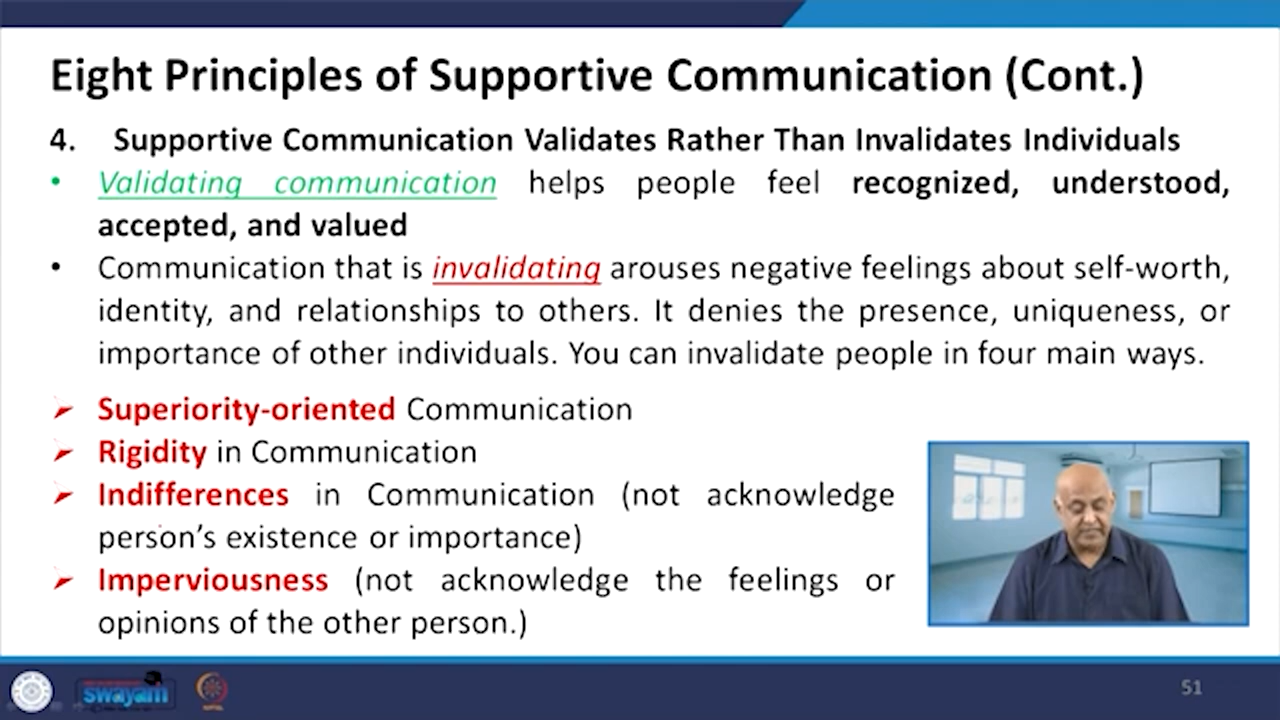 Eight Principles of Supportive Communication (Cont.)
4. Supportive Communication Validates Rather Than Invalidates Individuals
• Validating communication helps people feel recognized, understood,
accepted, and valued
• Communication that is invalidating arouses negative feelings about self-worth,
identity, and relationships to others. It denies the presence, uniqueness, or
importance of other individuals. You can invalidate people in four main ways.
➢ Superiority-oriented Communication
➢ Rigidity in Communication
➢ Indifferences in Communication (not acknowledge
person's existence or importance)
➢ Imperviousness (not acknowledge the feelings or
opinions of the other person.)
swayam
51